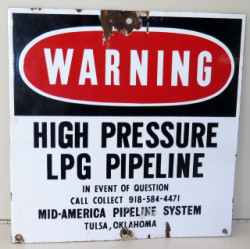 WARNING
HIGH PRESSURE
LPG PIPELINE
IN EVENT OF QUESTION
CALL COLLECT 918-584-4471
MID-AMERICA PIPELINE SYSTEM
TULSA, OKLAHOMA